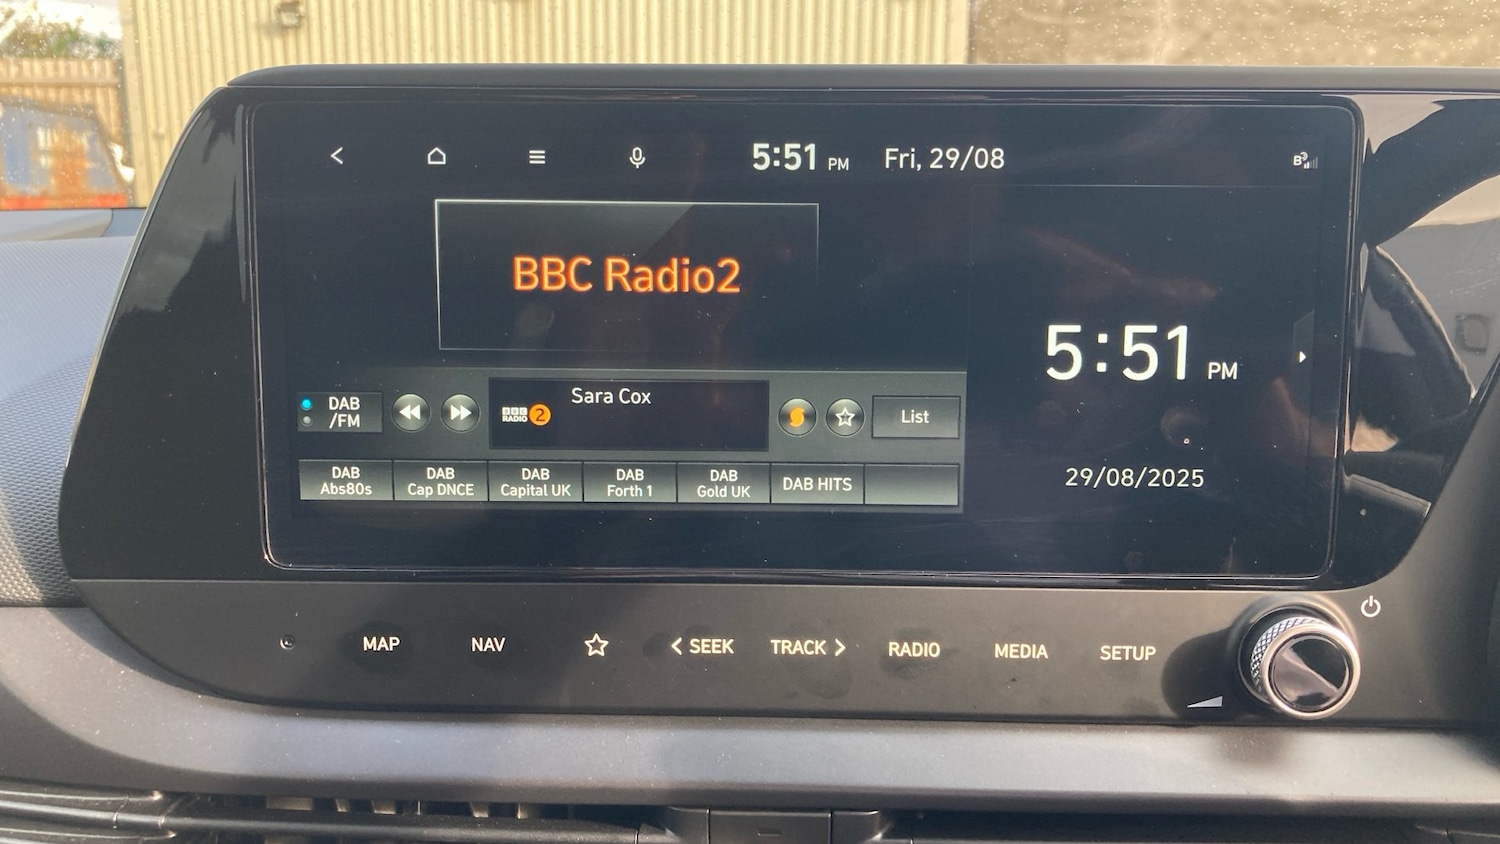 5:51 PM Fri, 29/08
BBC Radio2
5:51 PM
29/08/2025
DAB
/FM
Sara Cox
BBC
RADIO 2
List
DAB
Abs80s
DAB
Cap DNCE
DAB
Capital UK
DAB
Forth 1
DAB
Gold UK
DAB HITS
MAP
NAV
SEEK
TRACK
RADIO
MEDIA
SETUP